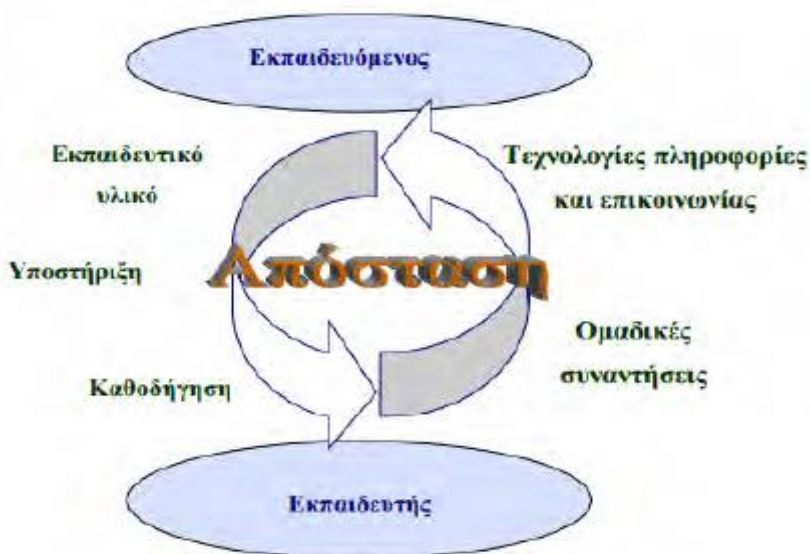 Εκπαιδευόμενος
Εκπαιδευτικό
υλικό
Τεχνολογίες πληροφορίες
και επικοινωνίας
Υποστήριξη
Απόσταση
Ομαδικές
συναντήσεις
Καθοδήγηση
Εκπαιδευτής